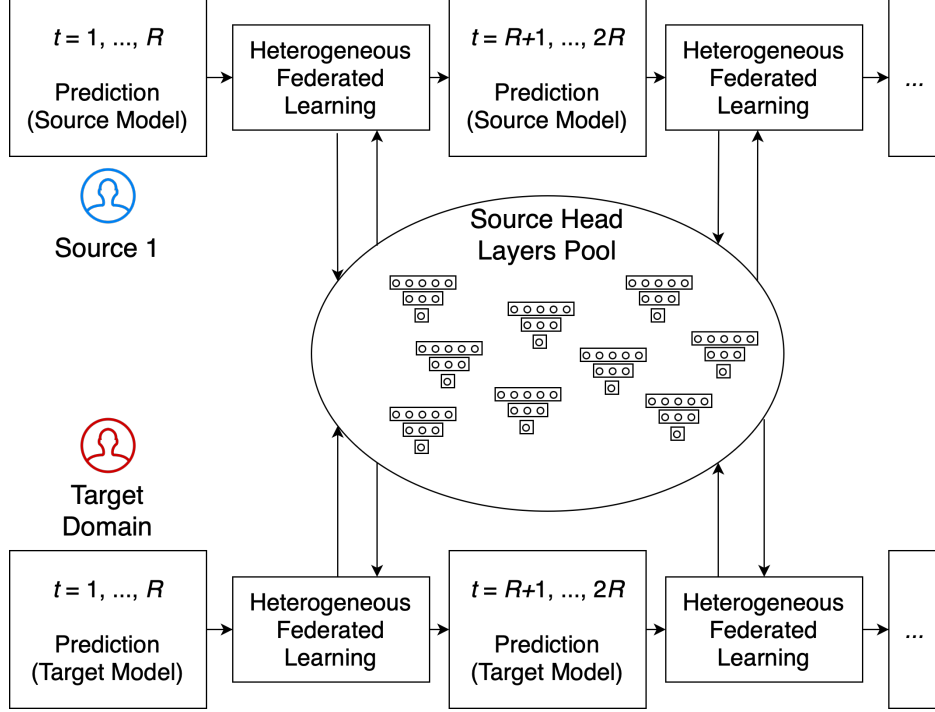 t = 1, ..., R
Prediction
(Source Model)
Heterogeneous
Federated
Learning
t = R+1, ..., 2R
Prediction
(Source Model)
Heterogeneous
Federated
Learning
...
Source 1
Source Head
Layers Pool
Target
Domain
t = 1, ..., R
Prediction
(Target Model)
Heterogeneous
Federated
Learning
t = R+1, ..., 2R
Prediction
(Target Model)
Heterogeneous
Federated
Learning
...